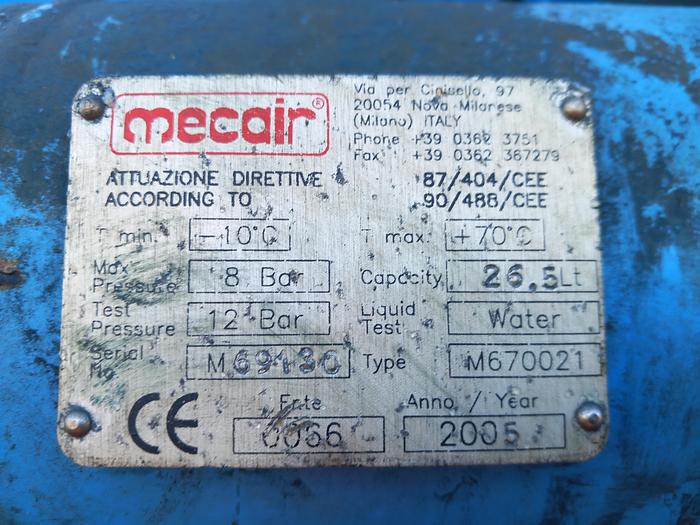 mecair®
Via per Cinisello, 97
20054 Nova Milanese
(Milano) ITALY
Phone +39 0362 3751
Fax +39 0362 367279
ATTUAZIONE DIRETTIVE 87/404/CEE
ACCORDING TO 90/488/CEE
T min. -10°C T max. +70°C
Max Pressure 8 Bar Capacity 26.5 Lt
Test Pressure 12 Bar Liquid Test Water
Serial No M69130 Type M670021
CE Ente 0066 Anno / Year 2005